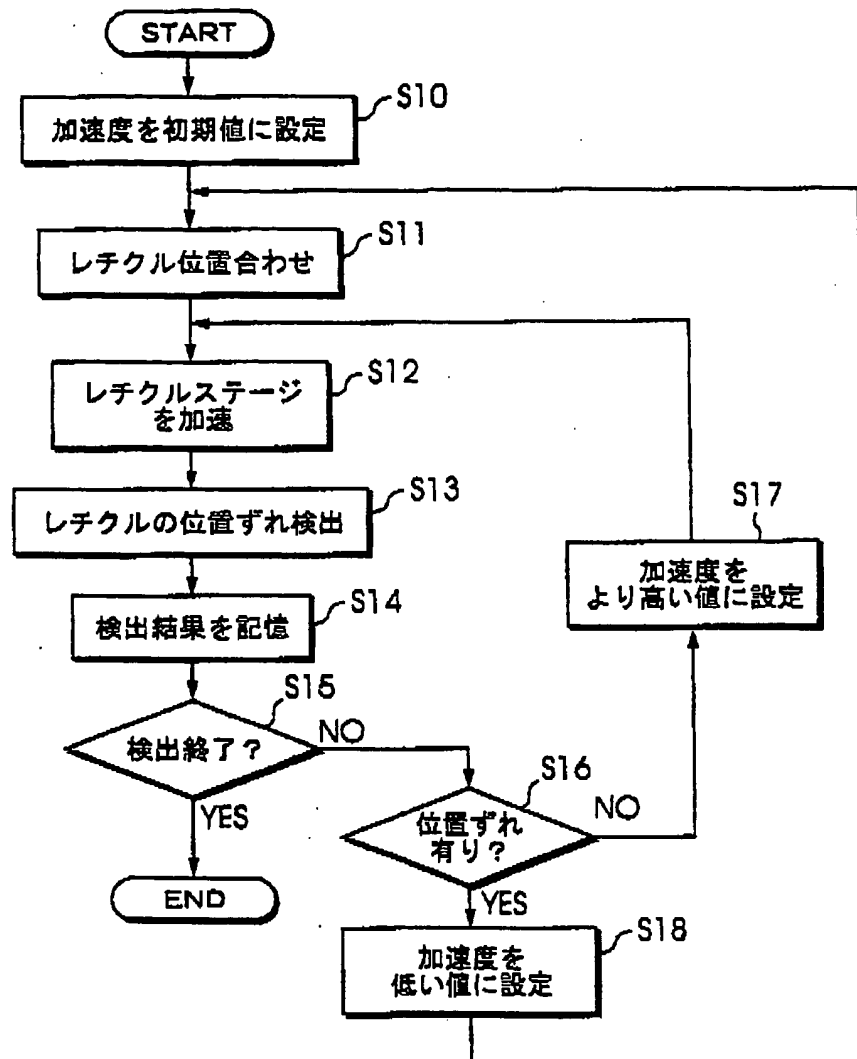 START
S10
加速度を初期値に設定
S11
レチクル位置合わせ
S12
レチクルステージ
を加速
S13
レチクルの位置ずれ検出
S14
検出結果を記憶
S15
検出終了?
NO
YES
END
S16
位置ずれ
有り?
NO
YES
S17
加速度を
より高い値に設定
S18
加速度を
低い値に設定